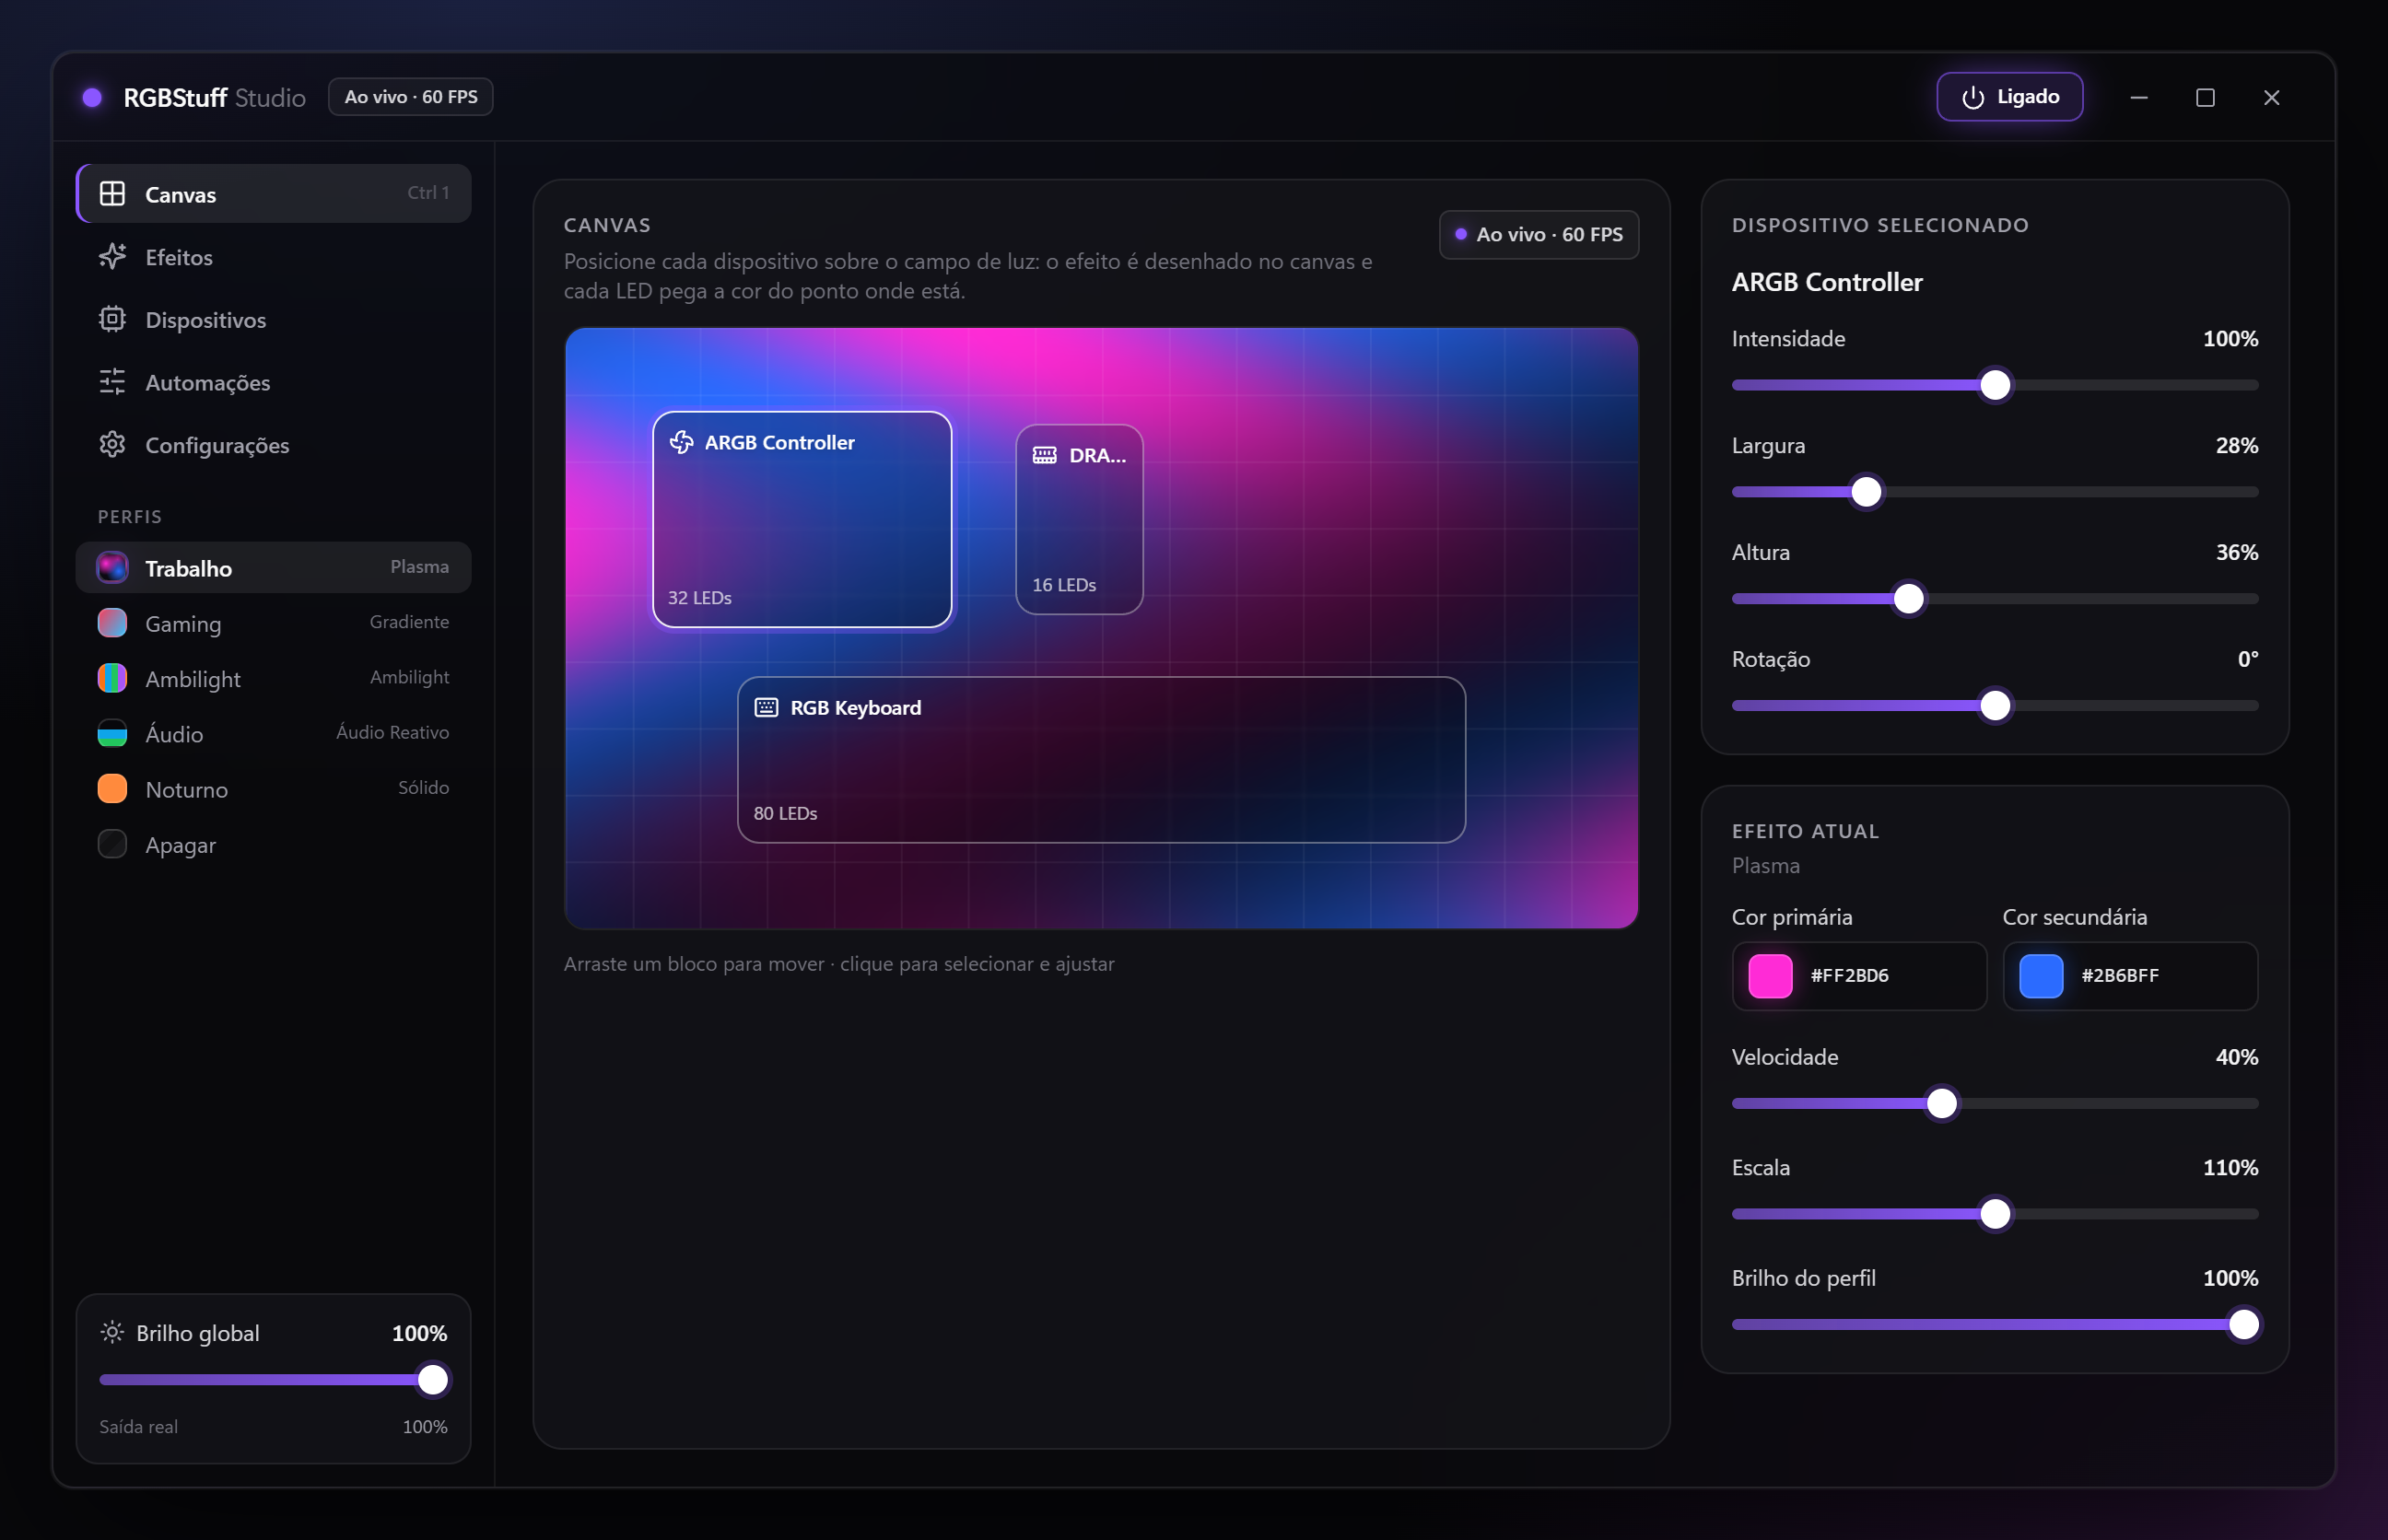 RGBStuff Studio
Ao vivo · 60 FPS
Ligado
Canvas
Ctrl 1
Efeitos
Dispositivos
Automações
Configurações
PERFIS
Trabalho
Plasma
Gaming
Gradiente
Ambilight
Ambilight
Áudio
Áudio Reativo
Noturno
Sólido
Apagar
Brilho global
100%
Saída real
100%
CANVAS
Posicione cada dispositivo sobre o campo de luz: o efeito é desenhado no canvas e
cada LED pega a cor do ponto onde está.
Ao vivo · 60 FPS
ARGB Controller
32 LEDs
DRA...
16 LEDs
RGB Keyboard
80 LEDs
Arraste um bloco para mover · clique para selecionar e ajustar
DISPOSITIVO SELECIONADO
ARGB Controller
Intensidade
100%
Largura
28%
Altura
36%
Rotação
0°
EFEITO ATUAL
Plasma
Cor primária
Cor secundária
#FF2BD6
#2B6BFF
Velocidade
40%
Escala
110%
Brilho do perfil
100%